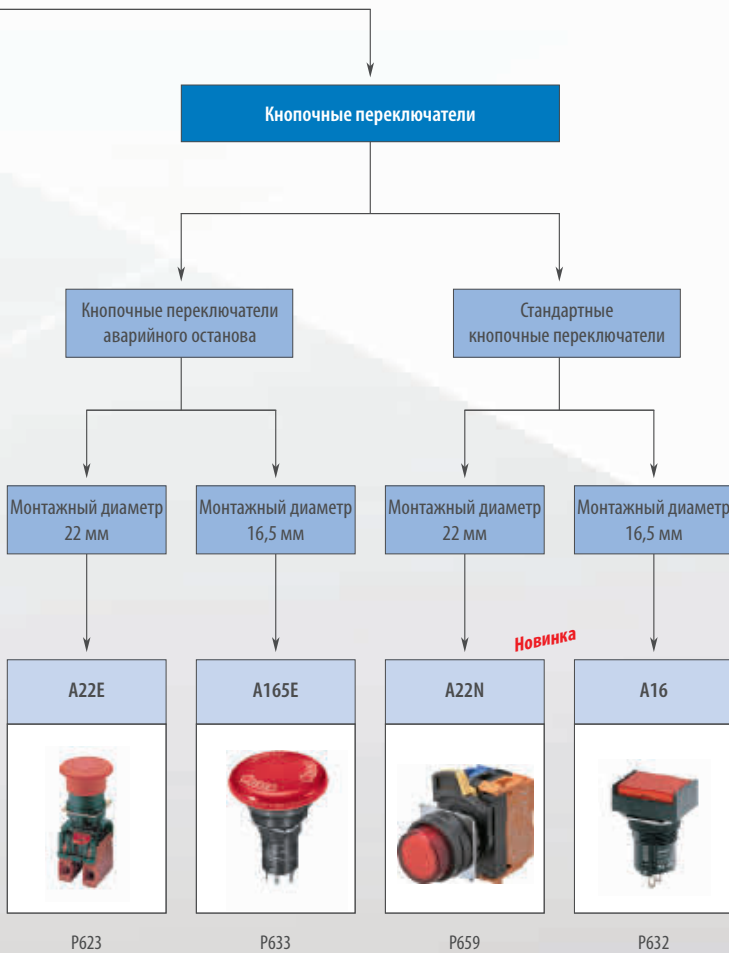 Кнопочные переключатели
Кнопочные переключатели
аварийного останова
Стандартные
кнопочные переключатели
Монтажный диаметр
22 мм
Монтажный диаметр
16,5 мм
Монтажный диаметр
22 мм
Монтажный диаметр
16,5 мм
Новинка
A22E
A165E
A22N
A16
P623
P633
P659
P632